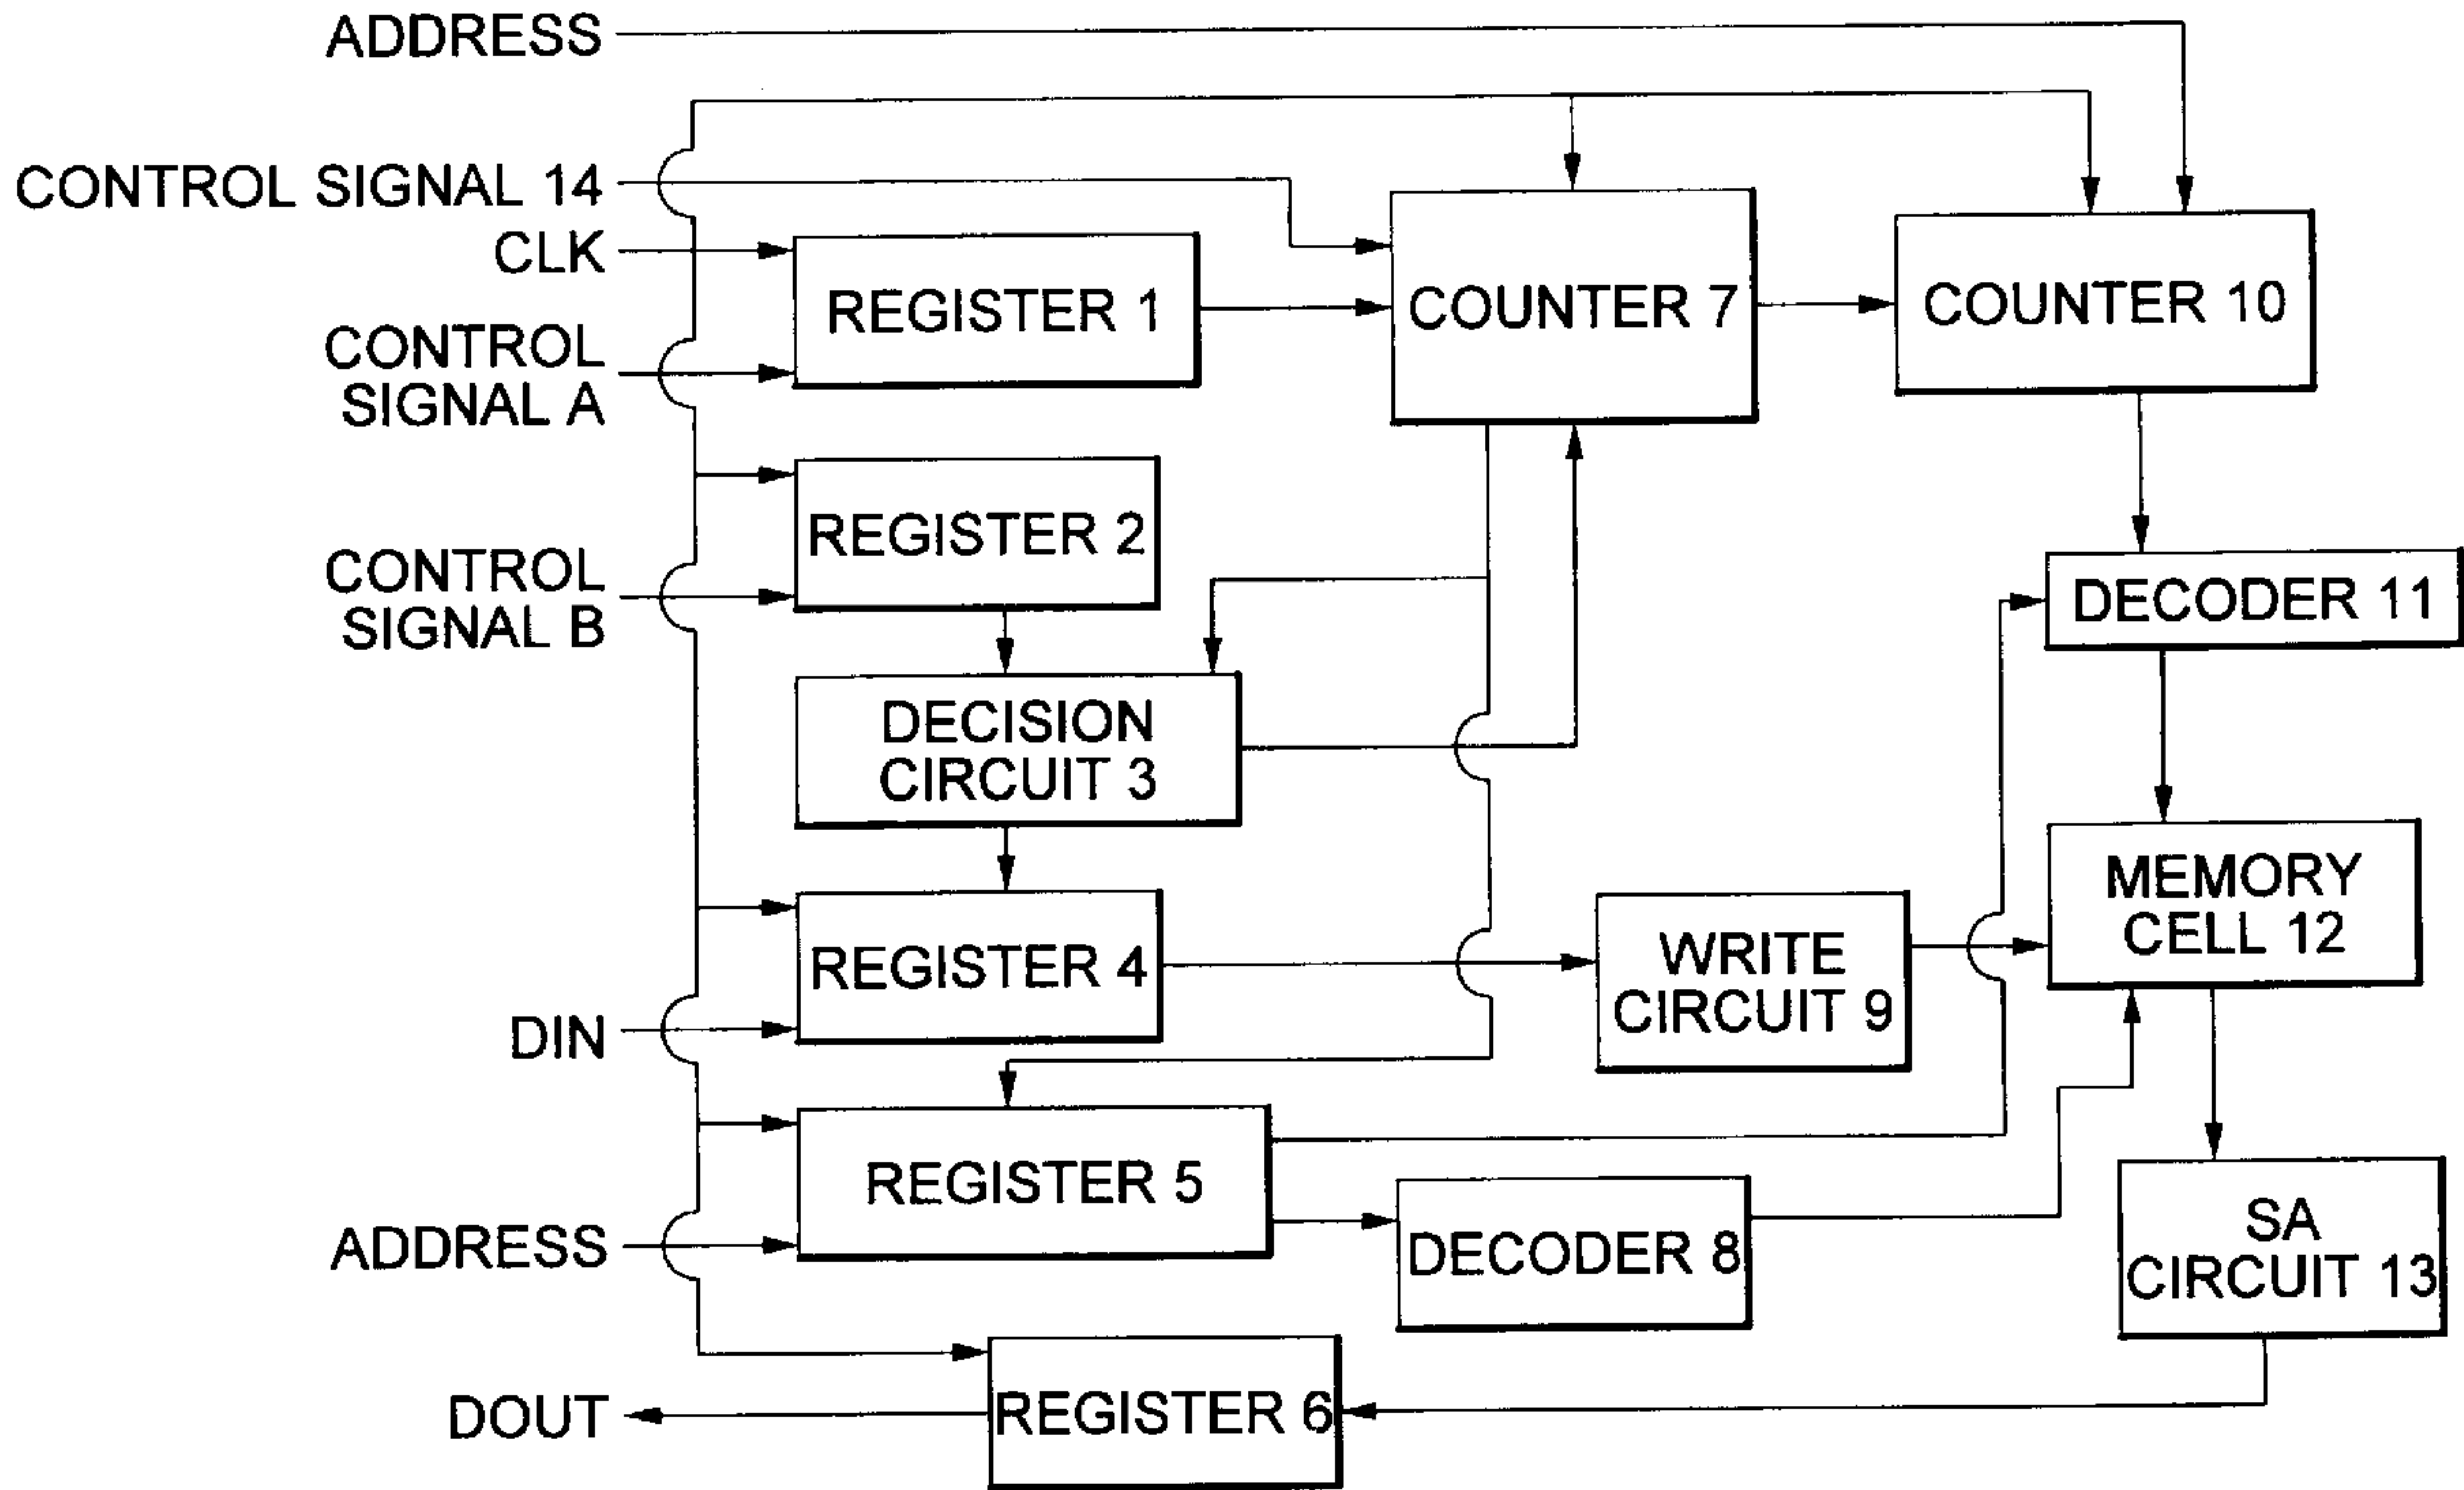 ADDRESS
CONTROL SIGNAL 14
CLK
REGISTER 1
COUNTER 7
COUNTER 10
CONTROL
SIGNAL A
REGISTER 2
CONTROL
SIGNAL B
DECODER 11
DECISION
CIRCUIT 3
MEMORY
CELL 12
REGISTER 4
WRITE
CIRCUIT 9
DIN
REGISTER 5
ADDRESS
DECODER 8
SA
CIRCUIT 13
DOUT
REGISTER 6